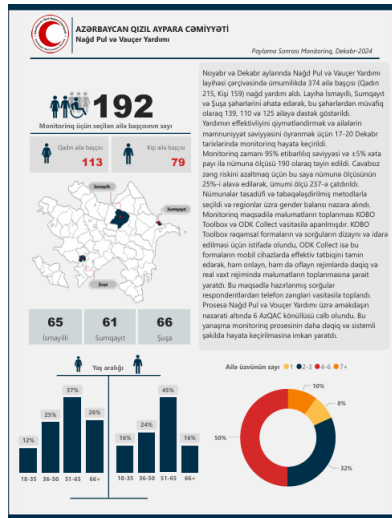 AZƏRBAYCAN QIZIL AYPARA CƏMİYYƏTİ
Nağd Pul və Vauçer Yardımı
Paylama Sonrası Monitorinq, Dekabr-2024
192
Monitorinq üçün seçilən ailə başçısının sayı
Qadın ailə başçısı
113
Kişi ailə başçısı
79
İsmayıllı
Sumqayıt
Şuşa
65
İsmayıllı
61
Sumqayıt
66
Şuşa
Noyabr və Dekabr aylarında Nağd Pul və Vauçer Yardımı
layihəsi çərçivəsində ümumilikdə 374 ailə başçısı (Qadın
215, Kişi 159) nağd yardım aldı. Layihə İsmayıllı, Sumqayıt
və Şuşa şəhərlərini əhatə edərək, bu şəhərlərdən müvafiq
olaraq 139, 110 və 125 ailəyə dəstək göstərildi.
Yardımın effektivliyini qiymətləndirmək və ailələrin
məmnuniyyət səviyyəsini öyrənmək üçün 17-20 Dekabr
tarixlərində monitorinq həyata keçirildi.
Monitorinq zamanı 95% etibarlılıq səviyyəsi və ±5% xəta
payı ilə nümunə ölçüsü 190 olaraq təyin edildi. Cavabsız
zəng riskini azaltmaq üçün bu saya nümunə ölçüsünün
25%-i əlavə edilərək, ümumi ölçü 237-ə çatdırıldı.
Nümunələr təsadüfi və təbəqələşdirilmiş metodlarla
seçildi və regionlar üzrə gender balansı nəzərə alındı.
Monitorinq məqsədilə məlumatların toplanması KOBO
Toolbox və ODK Collect vasitəsilə aparılmışdır. KOBO
Toolbox rəqəmsal formaların və sorğuların dizaynı və idarə
edilməsi üçün istifadə olundu, ODK Collect isə bu
formaların mobil cihazlarda effektiv tətbiqini təmin
edərək, həm onlayn, həm də oflayn rejimlərdə dəqiq və
real vaxt rejimində məlumatların toplanmasına şərait
yaratdı. Bu məqsədlə hazırlanmış sorğular
respondentlərdən telefon zəngləri vasitəsilə toplandı.
Prosesə Nağd Pul və Vauçer Yardımı üzrə əməkdaşın
nəzarəti altında 6 AzQAC könüllüsü cəlb olundu. Bu
yanaşma monitorinq prosesinin daha dəqiq və sistemli
şəkildə həyata keçirilməsinə imkan yaratdı.
Yaş aralığı
12%
25%
37%
26%
18-35
36-50
51-65
66+
16%
24%
45%
16%
18-35
36-50
51-65
66+
Ailə üzvünün sayı
1
2-3
4-6
7+
10%
8%
32%
50%